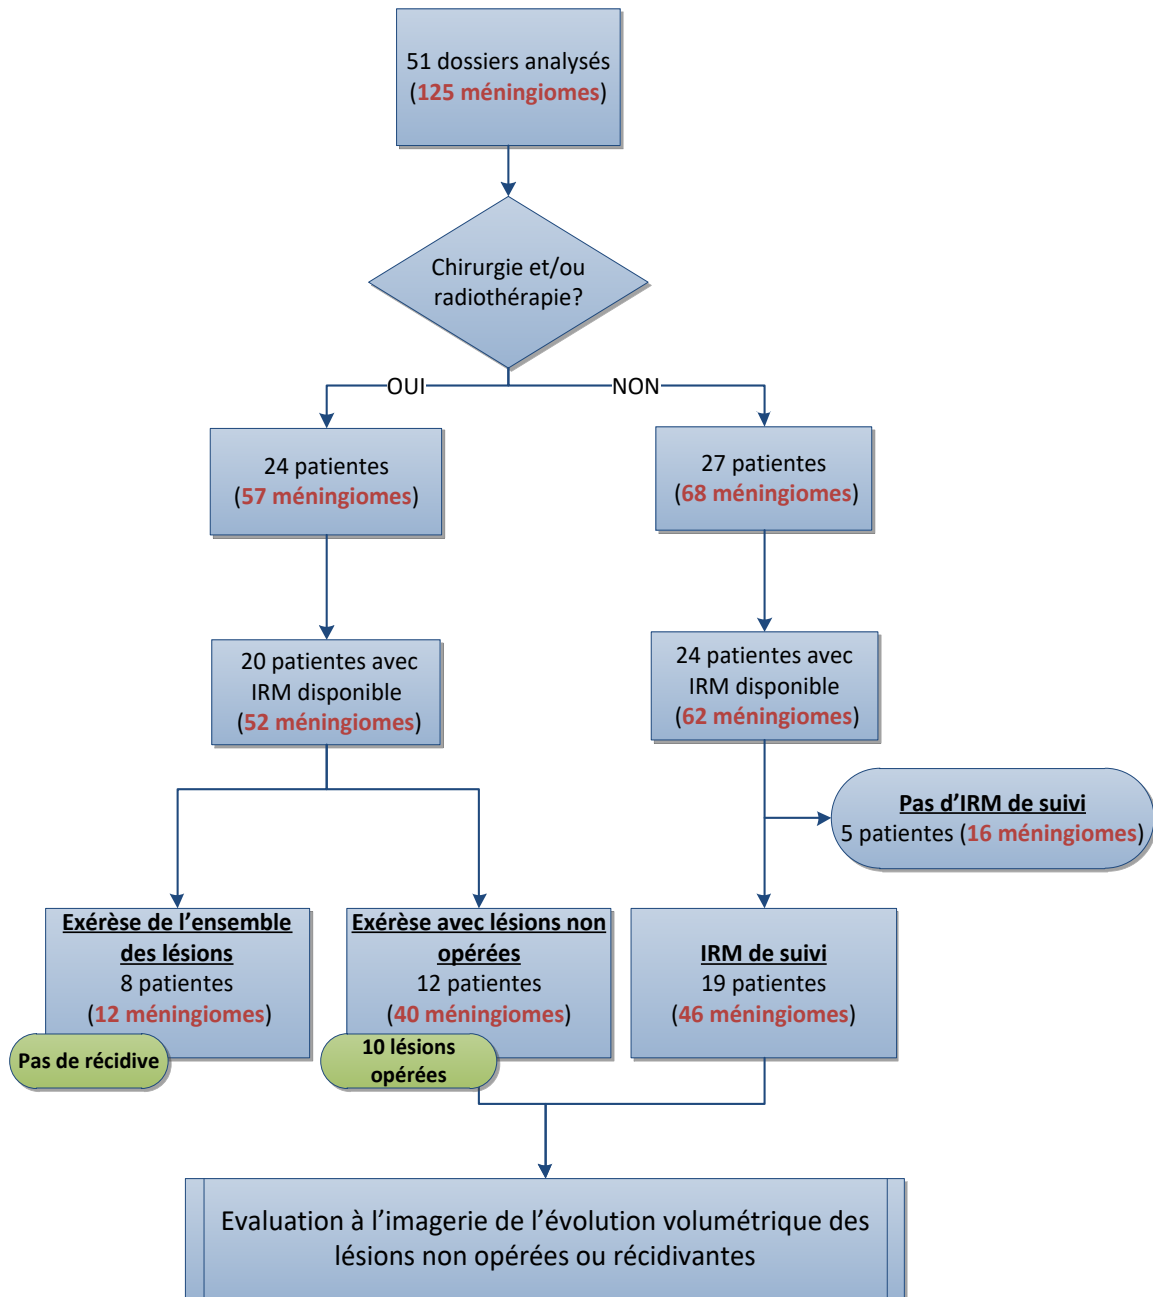 51 dossiers analysés
(125 méningiomes)
Chirurgie et/ou
radiothérapie?
OUI
NON
24 patientes
(57 méningiomes)
27 patientes
(68 méningiomes)
20 patientes avec
IRM disponible
(52 méningiomes)
24 patientes avec
IRM disponible
(62 méningiomes)
Pas d’IRM de suivi
5 patientes (16 méningiomes)
Exérèse de l’ensemble
des lésions
8 patientes
(12 méningiomes)
Pas de récidive
Exérèse avec lésions non
opérées
12 patientes
(40 méningiomes)
10 lésions
opérées
IRM de suivi
19 patientes
(46 méningiomes)
Evaluation à l’imagerie de l’évolution volumétrique des
lésions non opérées ou récidivantes